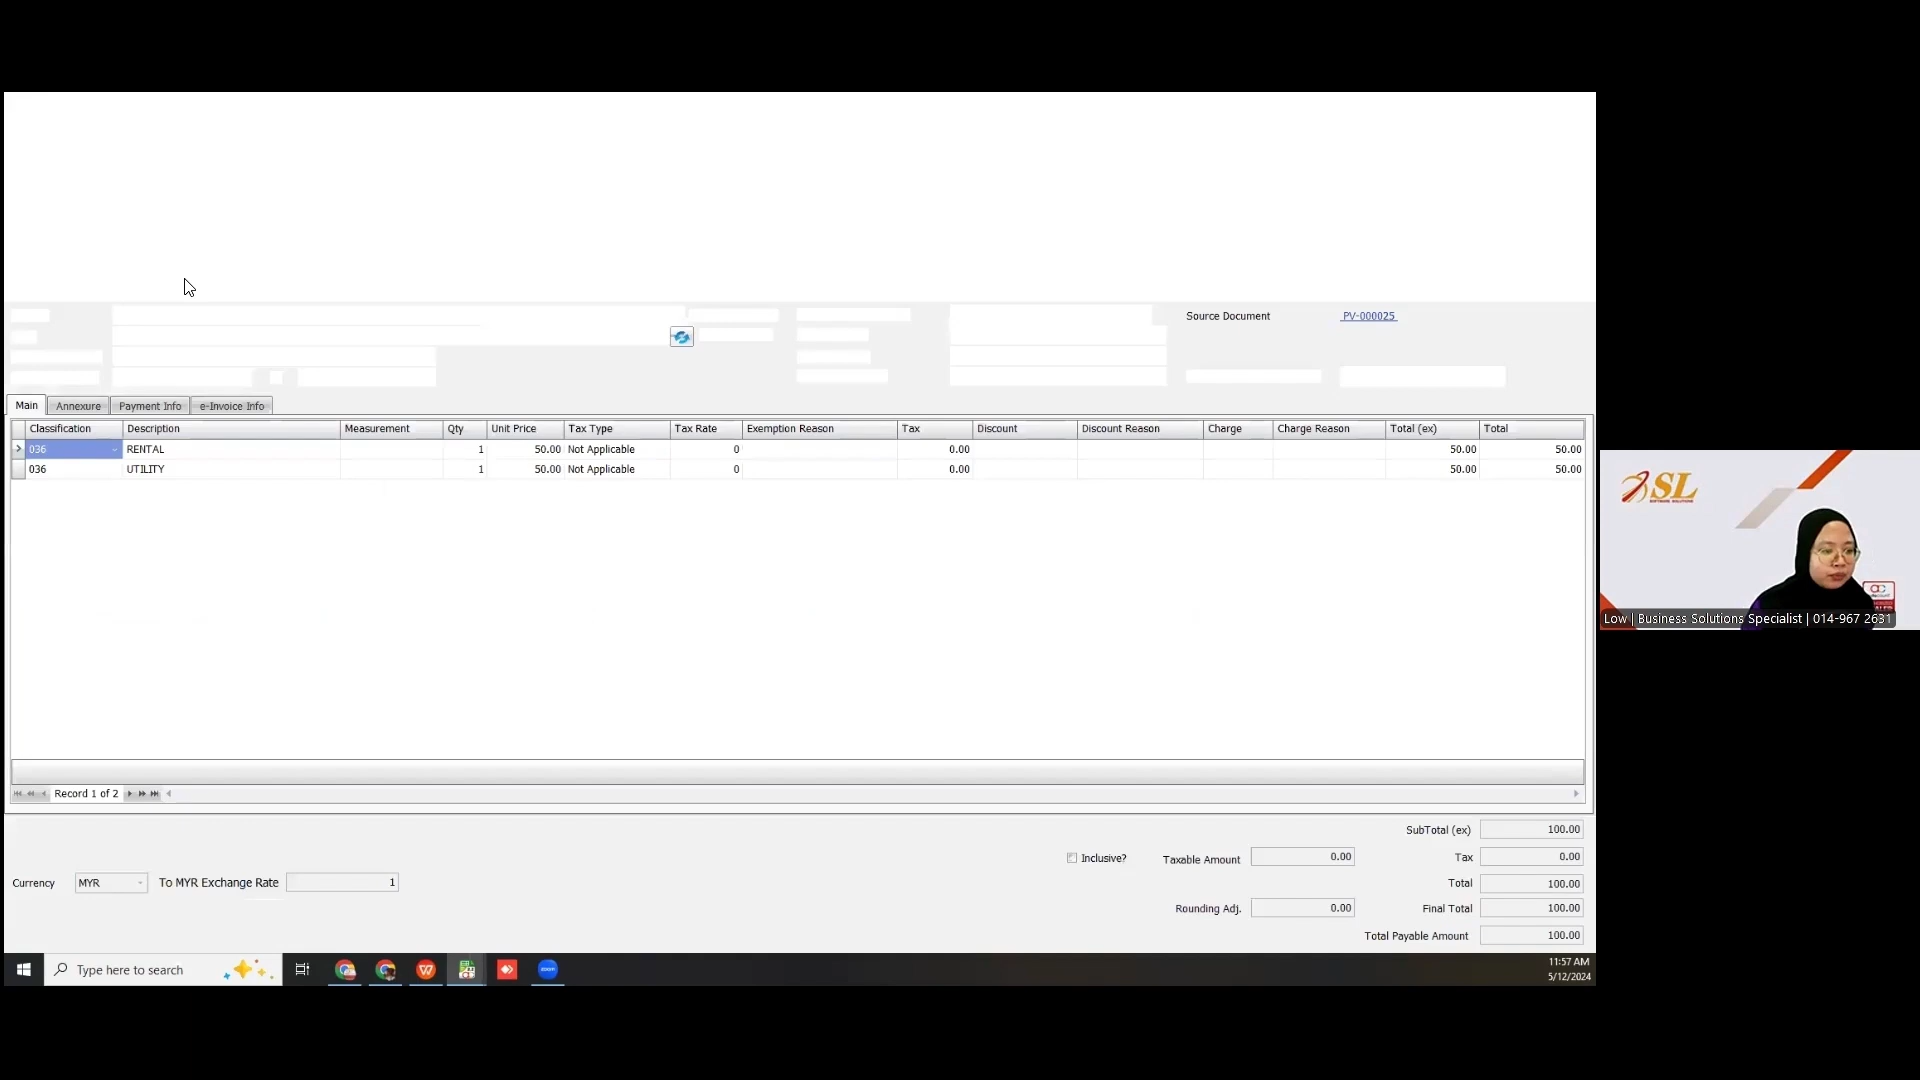 Source Document PV-000025
Main Annexure Payment Info e-Invoice Info
Classification Description Measurement Qty Unit Price Tax Type Tax Rate Exemption Reason Tax Discount Discount Reason Charge Charge Reason Total (ex) Total
036 RENTAL 1 50.00 Not Applicable 0 0.00 50.00 50.00
036 UTILITY 1 50.00 Not Applicable 0 0.00 50.00 50.00
SL
SOFTWARE SOLUTIONS
Low | Business Solutions Specialist | 014-967 2631
Record 1 of 2
SubTotal (ex) 100.00
Inclusive? Taxable Amount 0.00 Tax 0.00
Currency MYR To MYR Exchange Rate 1 Total 100.00
Rounding Adj. 0.00 Final Total 100.00
Total Payable Amount 100.00
Type here to search
zoom
11:57 AM
5/12/2024